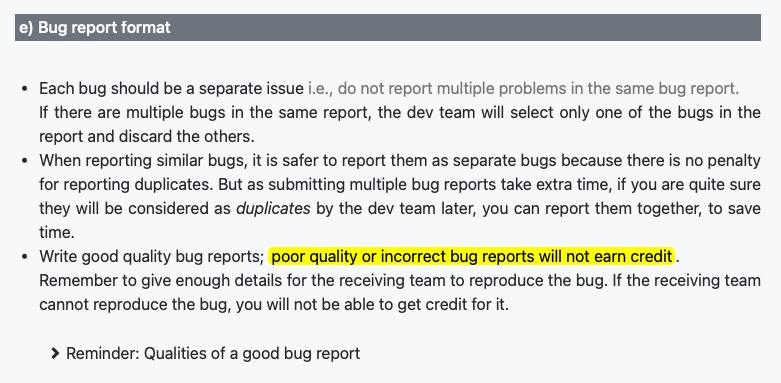 e) Bug report format
• Each bug should be a separate issue i.e., do not report multiple problems in the same bug report.
If there are multiple bugs in the same report, the dev team will select only one of the bugs in the
report and discard the others.
• When reporting similar bugs, it is safer to report them as separate bugs because there is no penalty
for reporting duplicates. But as submitting multiple bug reports take extra time, if you are quite sure
they will be considered as duplicates by the dev team later, you can report them together, to save
time.
• Write good quality bug reports; poor quality or incorrect bug reports will not earn credit.
Remember to give enough details for the receiving team to reproduce the bug. If the receiving team
cannot reproduce the bug, you will not be able to get credit for it.
Reminder: Qualities of a good bug report